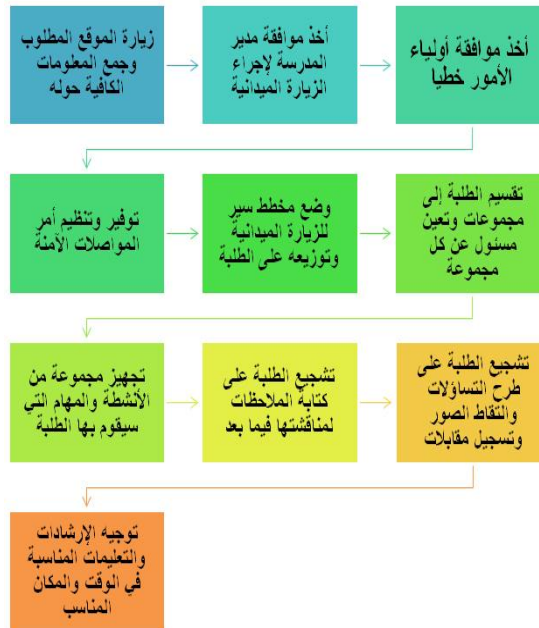 زيارة الموقع المطلوب
وجمع المعلومات
الكافية حوله
أخذ موافقة مدير
المدرسة لإجراء
الزيارة الميدانية
أخذ موافقة أولياء
الأمور خطيا
توفير وتنظيم أمر
المواصلات الآمنة
وضع مخطط سير
للزيارة الميدانية
وتوزيعه على الطلبة
تقسيم الطلبة إلى
مجموعات وتعين
مسئول عن كل
مجموعة
تجهيز مجموعة من
الأنشطة والمهام التي
سيقوم بها الطلبة
تشجيع الطلبة على
كتابة الملاحظات
لمناقشتها فيما بعد
تشجيع الطلبة على
طرح التساؤلات
والتقاط الصور
وتسجيل مقابلات
توجيه الإرشادات
والتعليمات المناسبة
في الوقت والمكان
المناسب